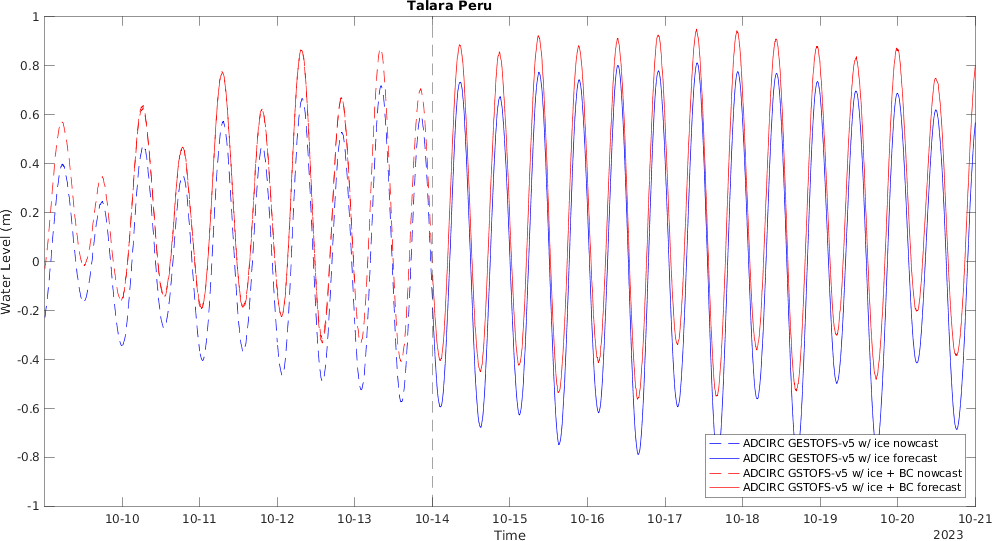 Talara Peru
Water Level (m)
1
0.8
0.6
0.4
0.2
0
-0.2
-0.4
-0.6
-0.8
-1
10-10 10-11 10-12 10-13 10-14 10-15 10-16 10-17 10-18 10-19 10-20 10-21
Time
2023
ADCIRC GESTOFS-v5 w/ ice nowcast
ADCIRC GESTOFS-v5 w/ ice forecast
ADCIRC GSTOFS-v5 w/ ice + BC nowcast
ADCIRC GSTOFS-v5 w/ ice + BC forecast